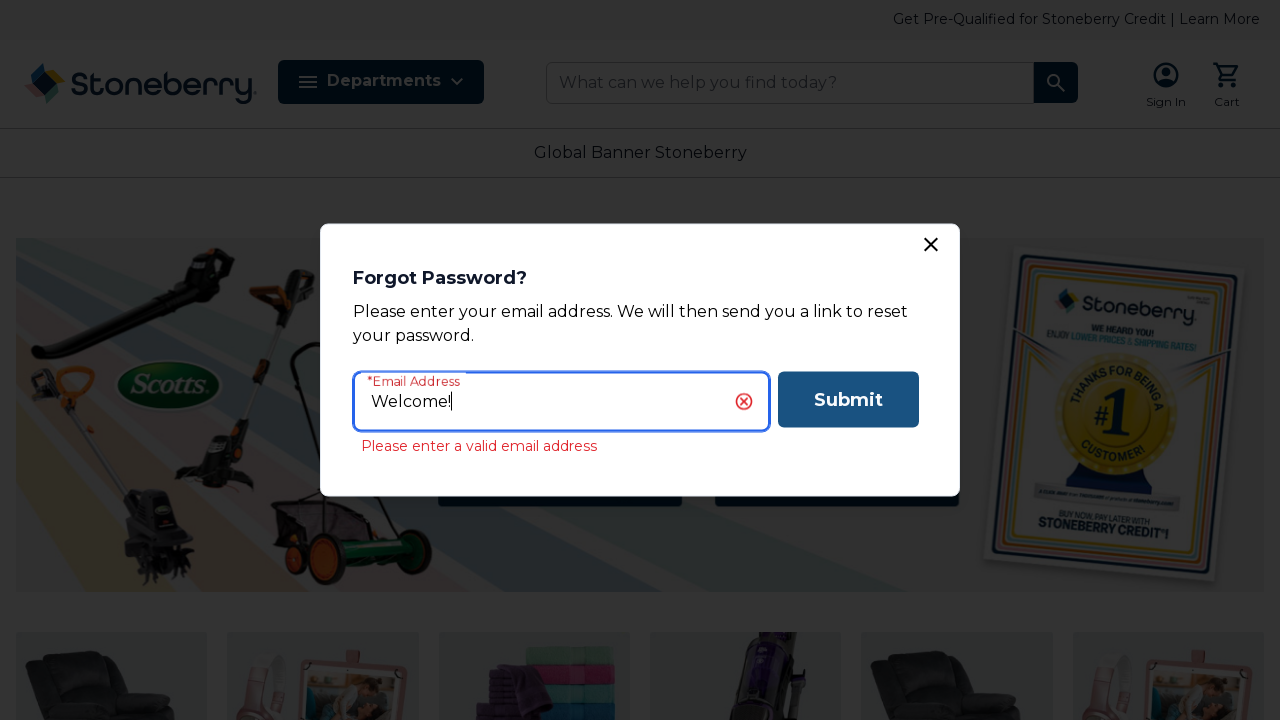 Get Pre-Qualified for Stoneberry Credit | Learn More
Stoneberry
Departments
What can we help you find today?
Sign In
Cart
Global Banner Stoneberry
Forgot Password?
Please enter your email address. We will then send you a link to reset
your password.
*Email Address
Welcome!
Submit
Please enter a valid email address
Scotts
Stoneberry
WE HEARD YOU!
ENJOY LOWER PRICES & SHIPPING RATES!
THANKS FOR BEING A
#1
CUSTOMER!
BUY NOW, PAY LATER WITH
STONEBERRY CREDIT*!